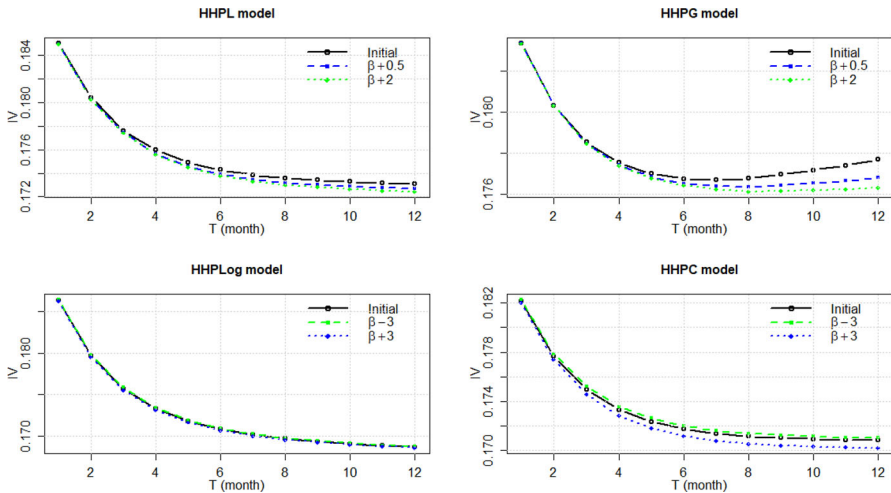 HHPL model
Initial
β+0.5
β+2
IV
0.184
0.180
0.176
0.172
2 4 6 8 10 12
T (month)
HHPG model
Initial
β+0.5
β+2
IV
0.180
0.176
2 4 6 8 10 12
T (month)
HHPLog model
Initial
β−3
β+3
IV
0.180
0.170
2 4 6 8 10 12
T (month)
HHPC model
Initial
β−3
β+3
IV
0.182
0.178
0.174
0.170
2 4 6 8 10 12
T (month)